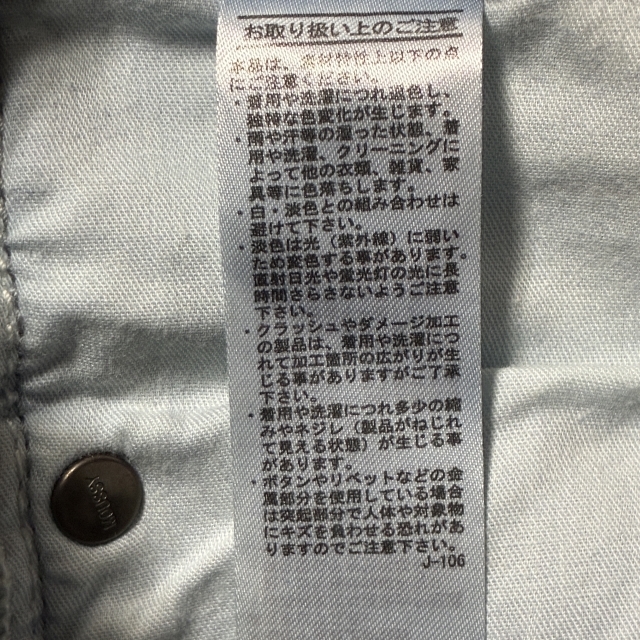 お取り扱い上のご注意
本品は、素材特性上以下の点
にご注意ください。
・着用や洗濯につれ退色し、
独特な色変化が生じます。
・雨や汗等の湿った状態、着
用や洗濯、クリーニングに
よって他の衣類、雑貨、家
具等に色落ちします。
・白・淡色との組み合わせは
避けて下さい。
・淡色は光（紫外線）に弱い
ため変色する事があります。
直射日光や蛍光灯の光に長
時間さらさないようご注意
下さい。
・クラッシュやダメージ加工
の製品は、着用や洗濯につ
れて加工箇所の広がりが生
じる事がありますがご了承
下さい。
・着用や洗濯につれ多少の縮
みやネジレ（製品がねじれ
て見える状態）が生じる事
があります。
・ボタンやリベットなどの金
属部分を使用している場合
は突起部分で人体や対象物
にキズを負わせる恐れがあ
りますのでご注意下さい。
J-106
MOUSSY